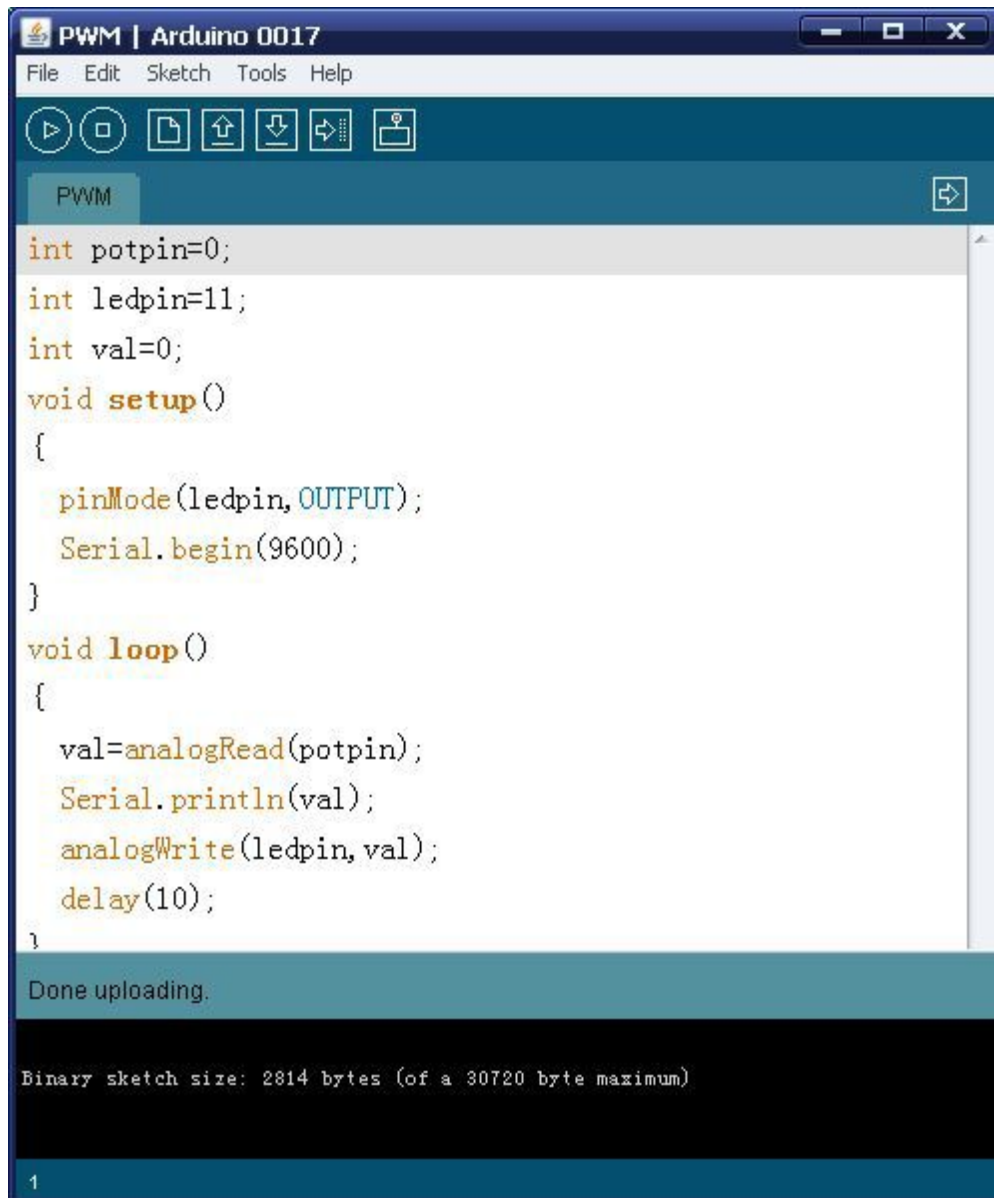 PWM | Arduino 0017
File Edit Sketch Tools Help
PWM
int potpin=0;
int ledpin=11;
int val=0;
void setup()
{
pinMode(ledpin,OUTPUT);
Serial.begin(9600);
}
void loop()
{
val=analogRead(potpin);
Serial.println(val);
analogWrite(ledpin,val);
delay(10);
}
Done uploading.
Binary sketch size: 2814 bytes (of a 30720 byte maximum)
1